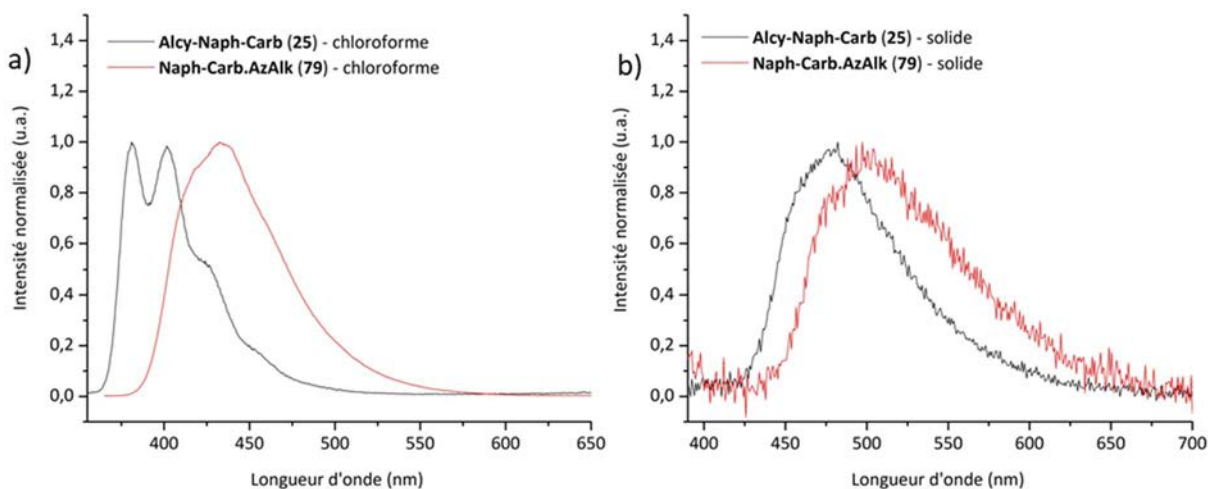 a)
Alcy-Naph-Carb (25) - chloroforme
Naph-Carb.AzAlk (79) - chloroforme
Intensité normalisée (u.a.)
1,4
1,2
1,0
0,8
0,6
0,4
0,2
0,0
400 450 500 550 600 650
Longueur d'onde (nm)
b)
Alcy-Naph-Carb (25) - solide
Naph-Carb.AzAlk (79) - solide
Intensité normalisée (u.a.)
1,4
1,2
1,0
0,8
0,6
0,4
0,2
0,0
400 450 500 550 600 650 700
Longueur d'onde (nm)